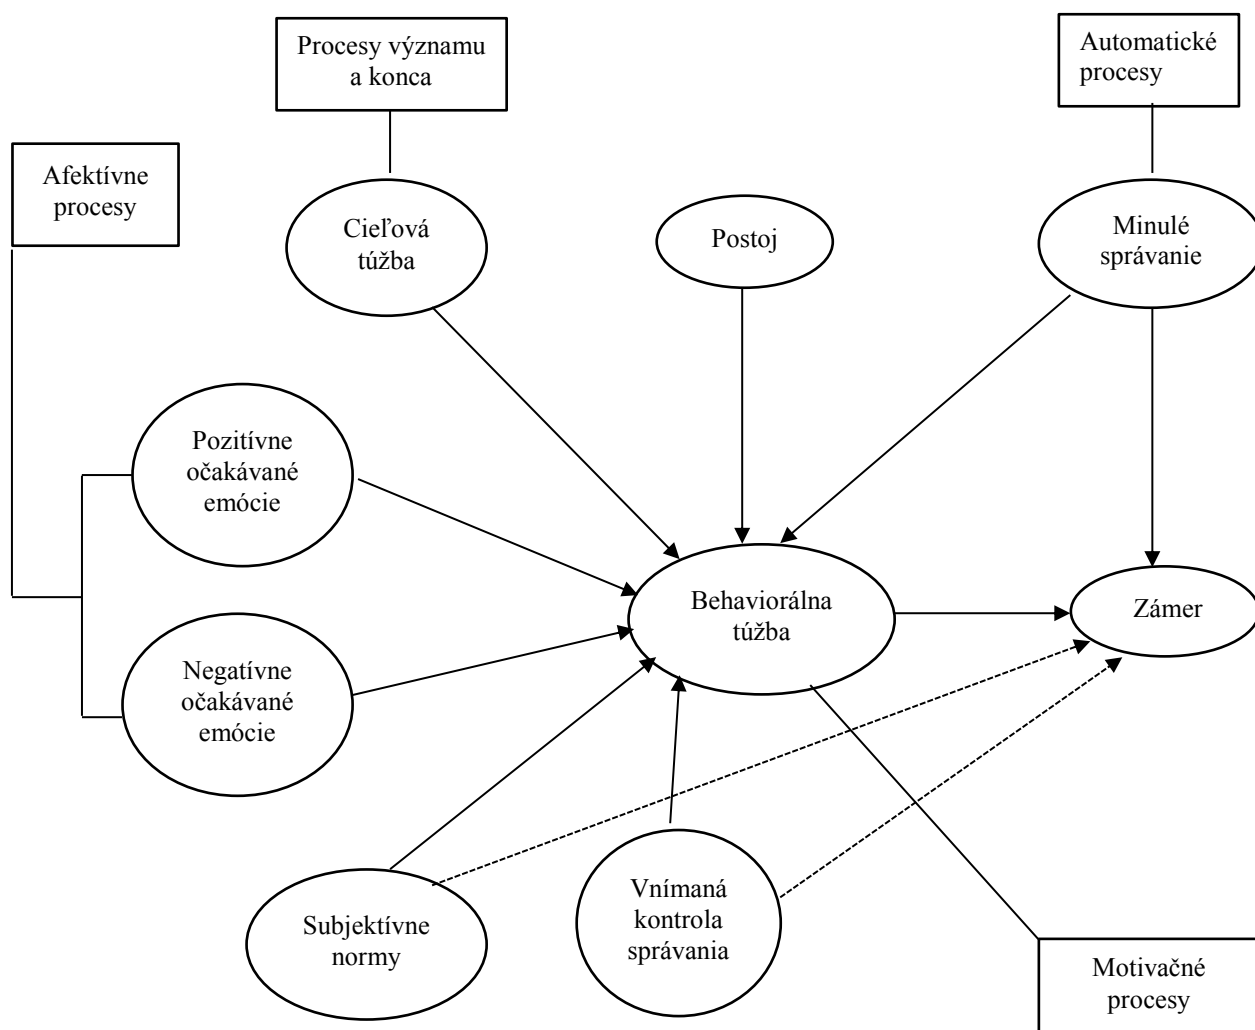 Procesy významu
a konca
Automatické
procesy
Afektívne
procesy
Cieľová
túžba
Postoj
Minulé
správanie
Pozitívne
očakávané
emócie
Behaviorálna
túžba
Zámer
Negatívne
očakávané
emócie
Subjektívne
normy
Vnímaná
kontrola
správania
Motivačné
procesy